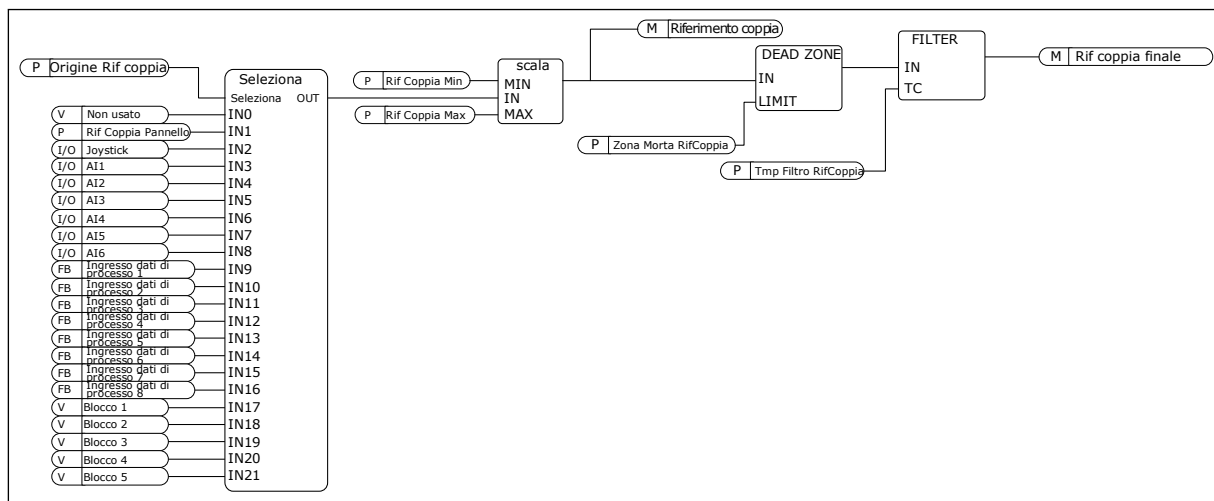 P Origine Rif coppia
Seleziona
Seleziona OUT
V Non usato IN0
P Rif Coppia Pannello IN1
I/O Joystick IN2
I/O AI1 IN3
I/O AI2 IN4
I/O AI3 IN5
I/O AI4 IN6
I/O AI5 IN7
I/O AI6 IN8
FB Ingresso dati di processo 1 IN9
FB Ingresso dati di processo 2 IN10
FB Ingresso dati di processo 3 IN11
FB Ingresso dati di processo 4 IN12
FB Ingresso dati di processo 5 IN13
FB Ingresso dati di processo 6 IN14
FB Ingresso dati di processo 7 IN15
FB Ingresso dati di processo 8 IN16
V Blocco 1 IN17
V Blocco 2 IN18
V Blocco 3 IN19
V Blocco 4 IN20
V Blocco 5 IN21
P Rif Coppia Min
P Rif Coppia Max
scala
MIN
IN
MAX
M Riferimento coppia
DEAD ZONE
IN
LIMIT
P Zona Morta RifCoppia
P Tmp Filtro RifCoppia
FILTER
IN
TC
M Rif coppia finale